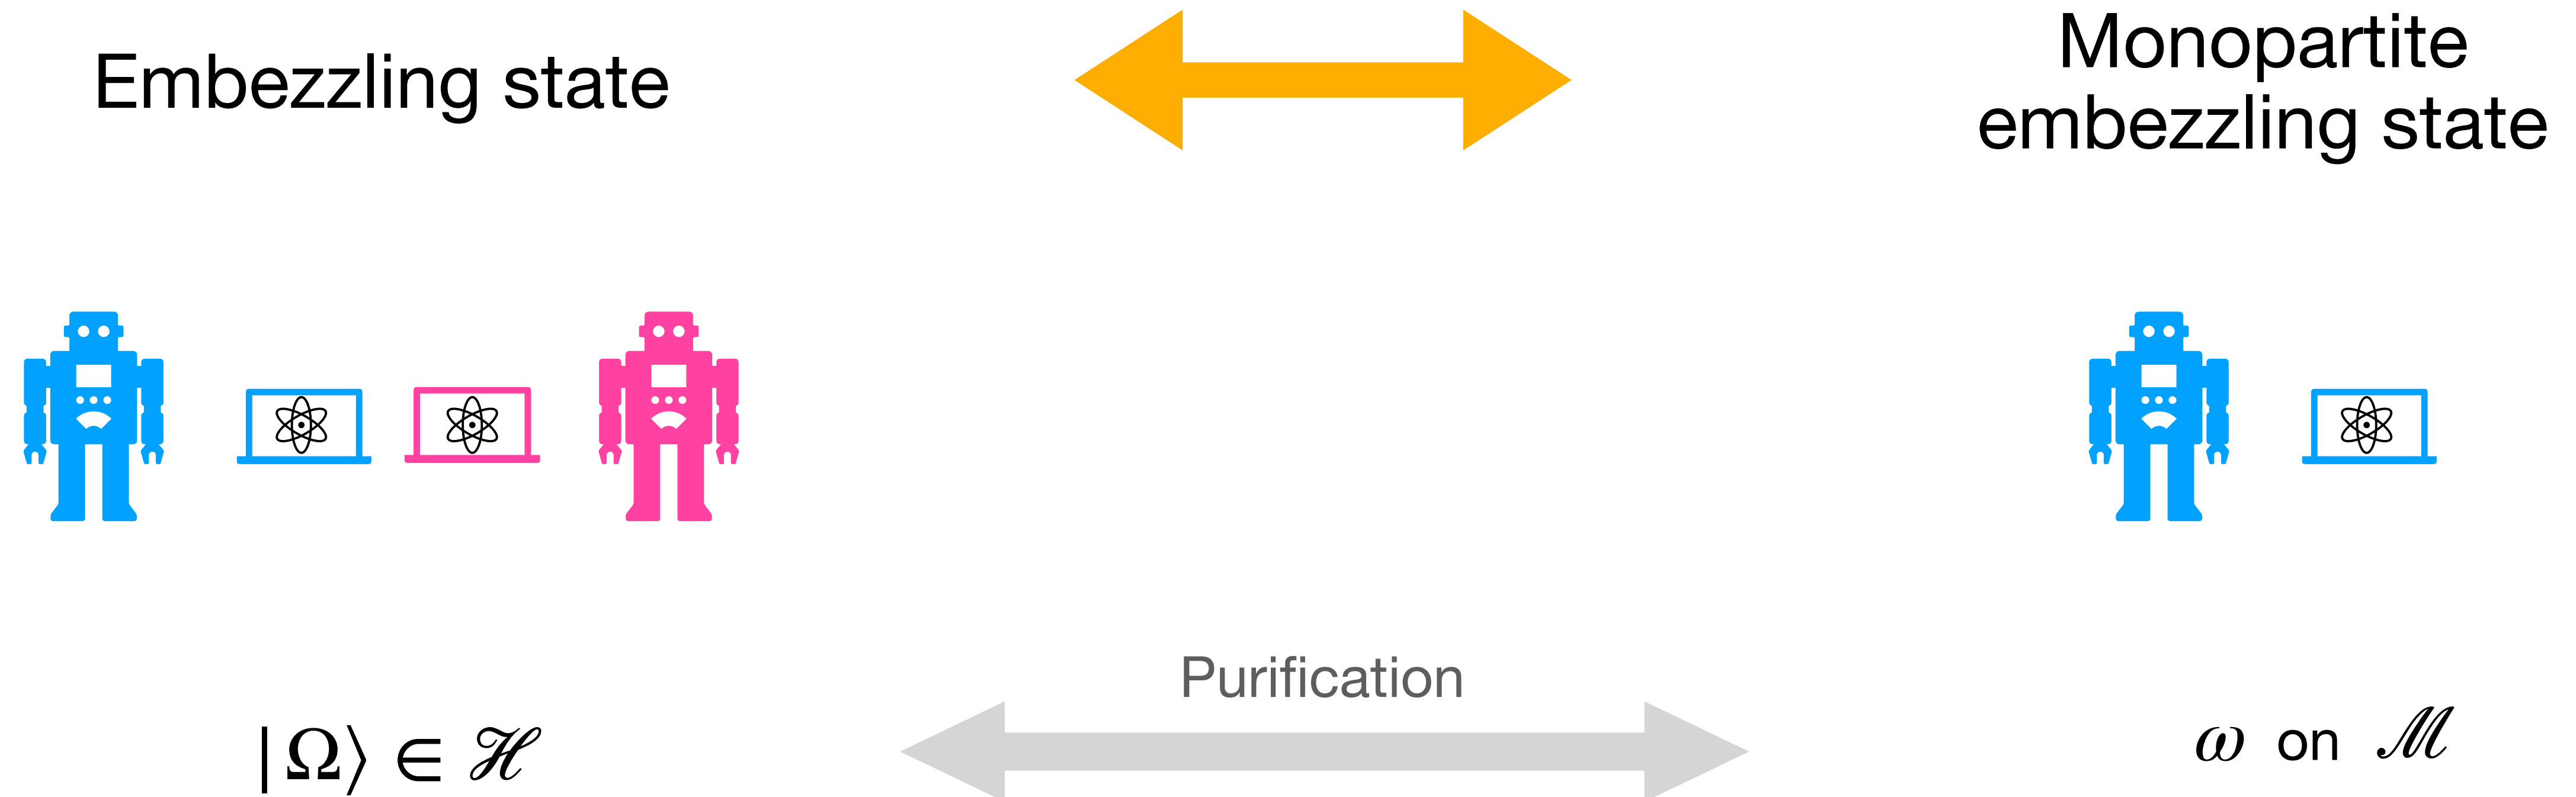 Embezzling state
Monopartite
embezzling state
Purification
|Ω⟩ ∈ ℋ
ω on ℳ